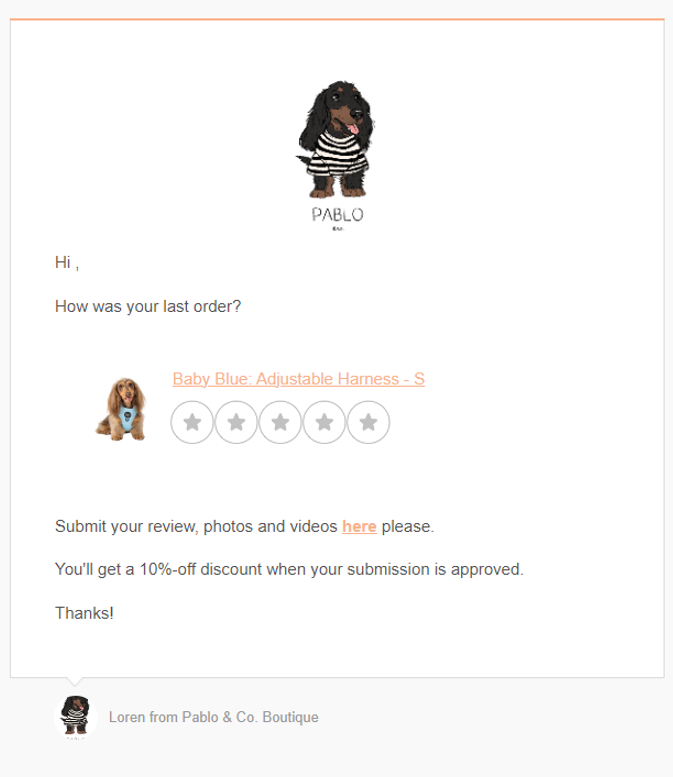 PABLO
&co.
Hi ,
How was your last order?
Baby Blue: Adjustable Harness - S
Submit your review, photos and videos here please.
You'll get a 10%-off discount when your submission is approved.
Thanks!
Loren from Pablo & Co. Boutique